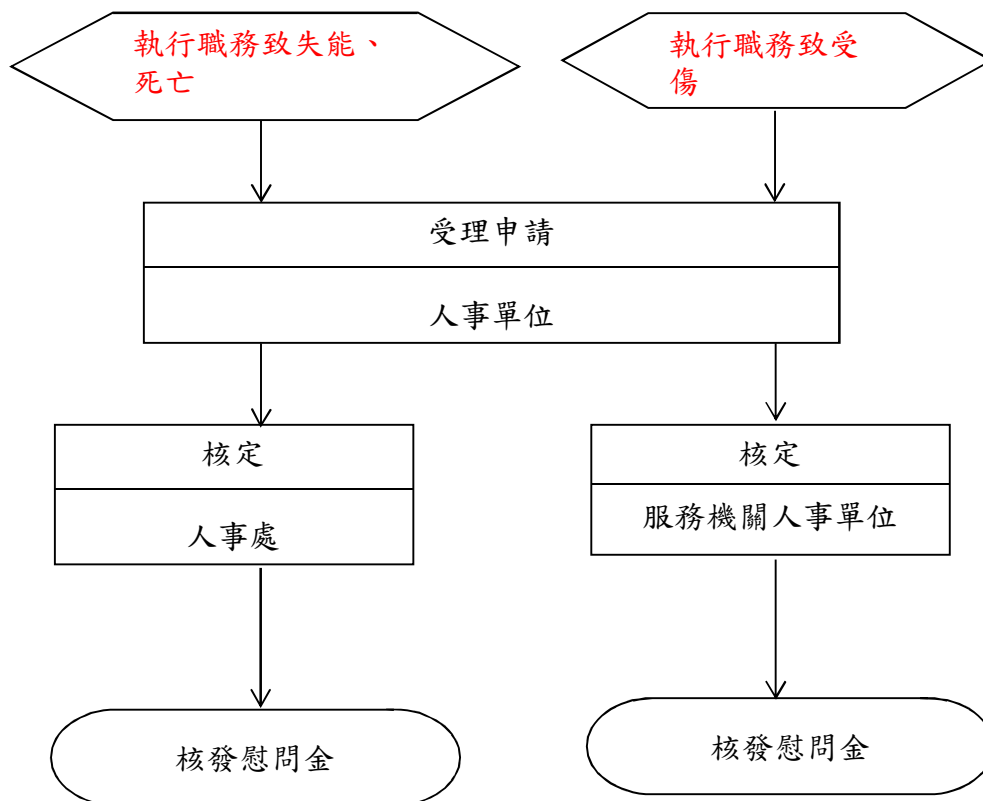 執行職務致失能、
死亡
執行職務致受
傷
受理申請
人事單位
核定
人事處
核定
服務機關人事單位
核發慰問金
核發慰問金